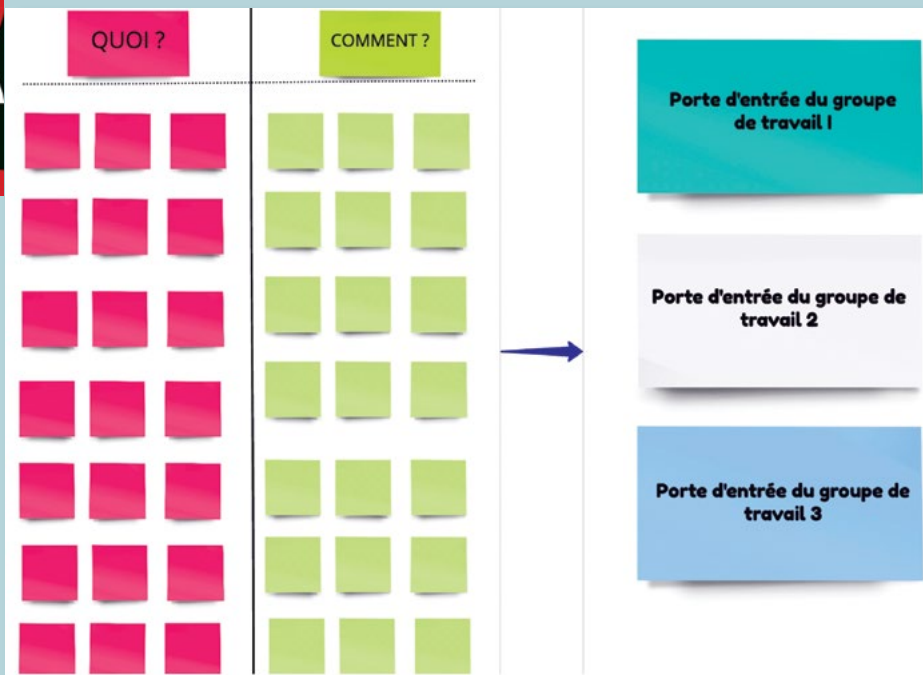 QUOI ?
COMMENT ?
Porte d'entrée du groupe
de travail 1
Porte d'entrée du groupe de
travail 2
Porte d'entrée du groupe de
travail 3